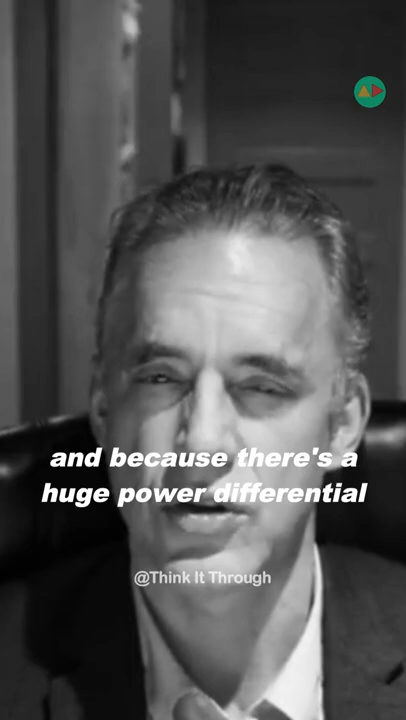 and because there's a
huge power differential
@Think It Through